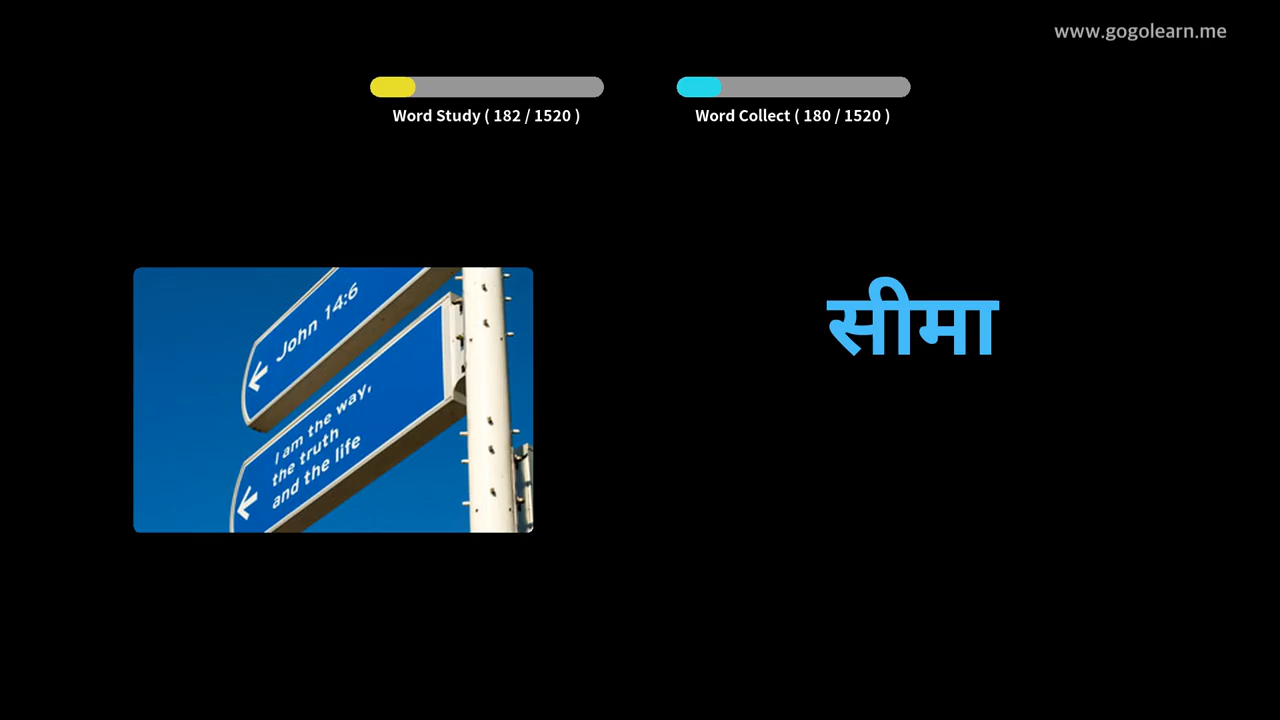 www.gogolearn.me
Word Study ( 182 / 1520 )
Word Collect ( 180 / 1520 )
John 14:6
I am the way,
the truth
and the life
सीमा